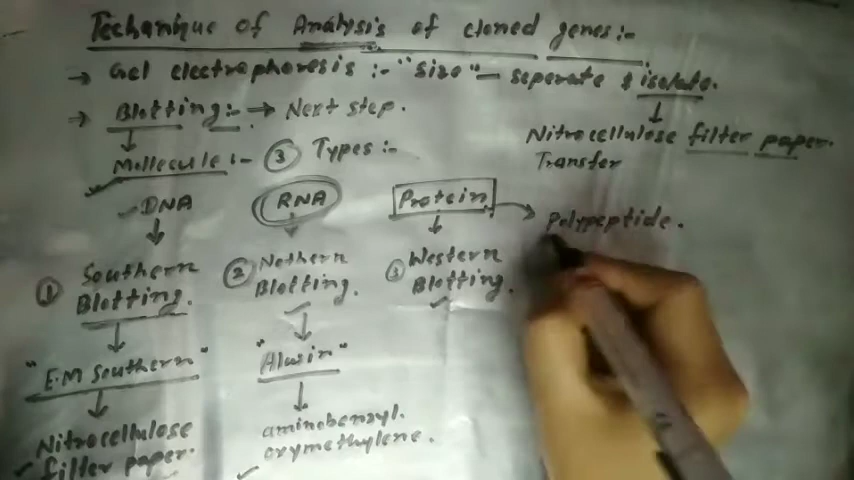 Technique of Analysis of cloned genes:-
→ Gel electrophoresis :- "size" - seperate & isolate.
→ Blotting :- → Next step.
Nitrocellulose filter paper.
Transfer
Mollecule :- ③ Types :-
DNA
RNA
Protein
Polypeptide.
① Southern
Blotting.
② Nothern
Blotting.
③ Western
Blotting.
"E.M Southern"
"Alwin"
Nitrocellulose
filter paper.
aminobenzyl.
oxymethylene.